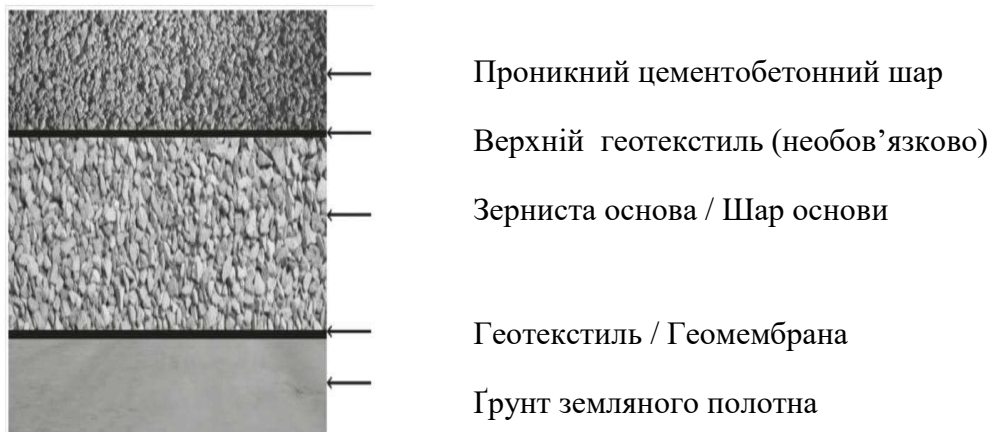 Проникний цементобетонний шар
Верхній геотекстиль (необов’язково)
Зерниста основа / Шар основи
Геотекстиль / Геомембрана
Ґрунт земляного полотна